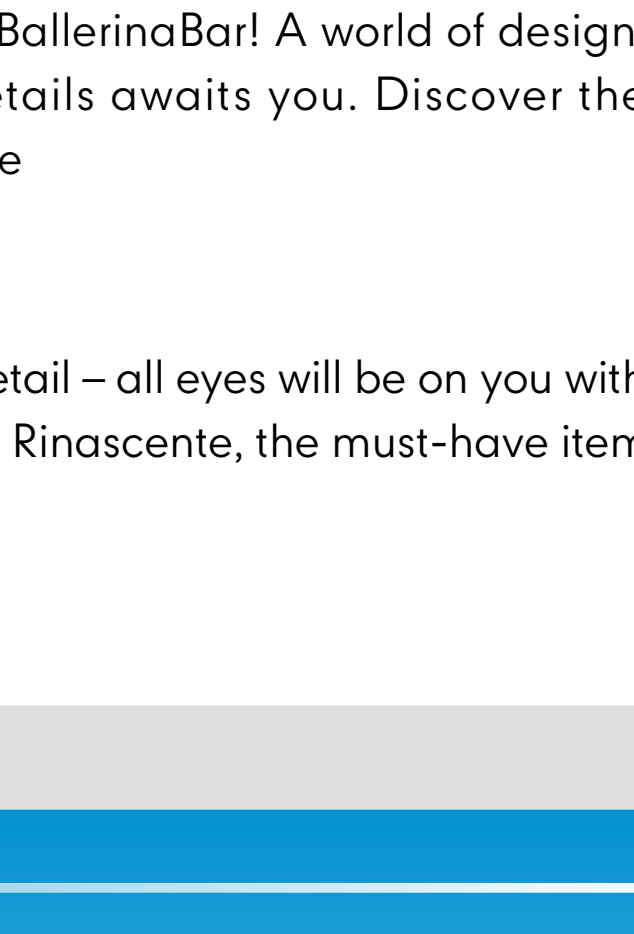 BallerinaBar! A world of design
etails awaits you. Discover the
e
etail – all eyes will be on you with
Rinascente, the must-have item